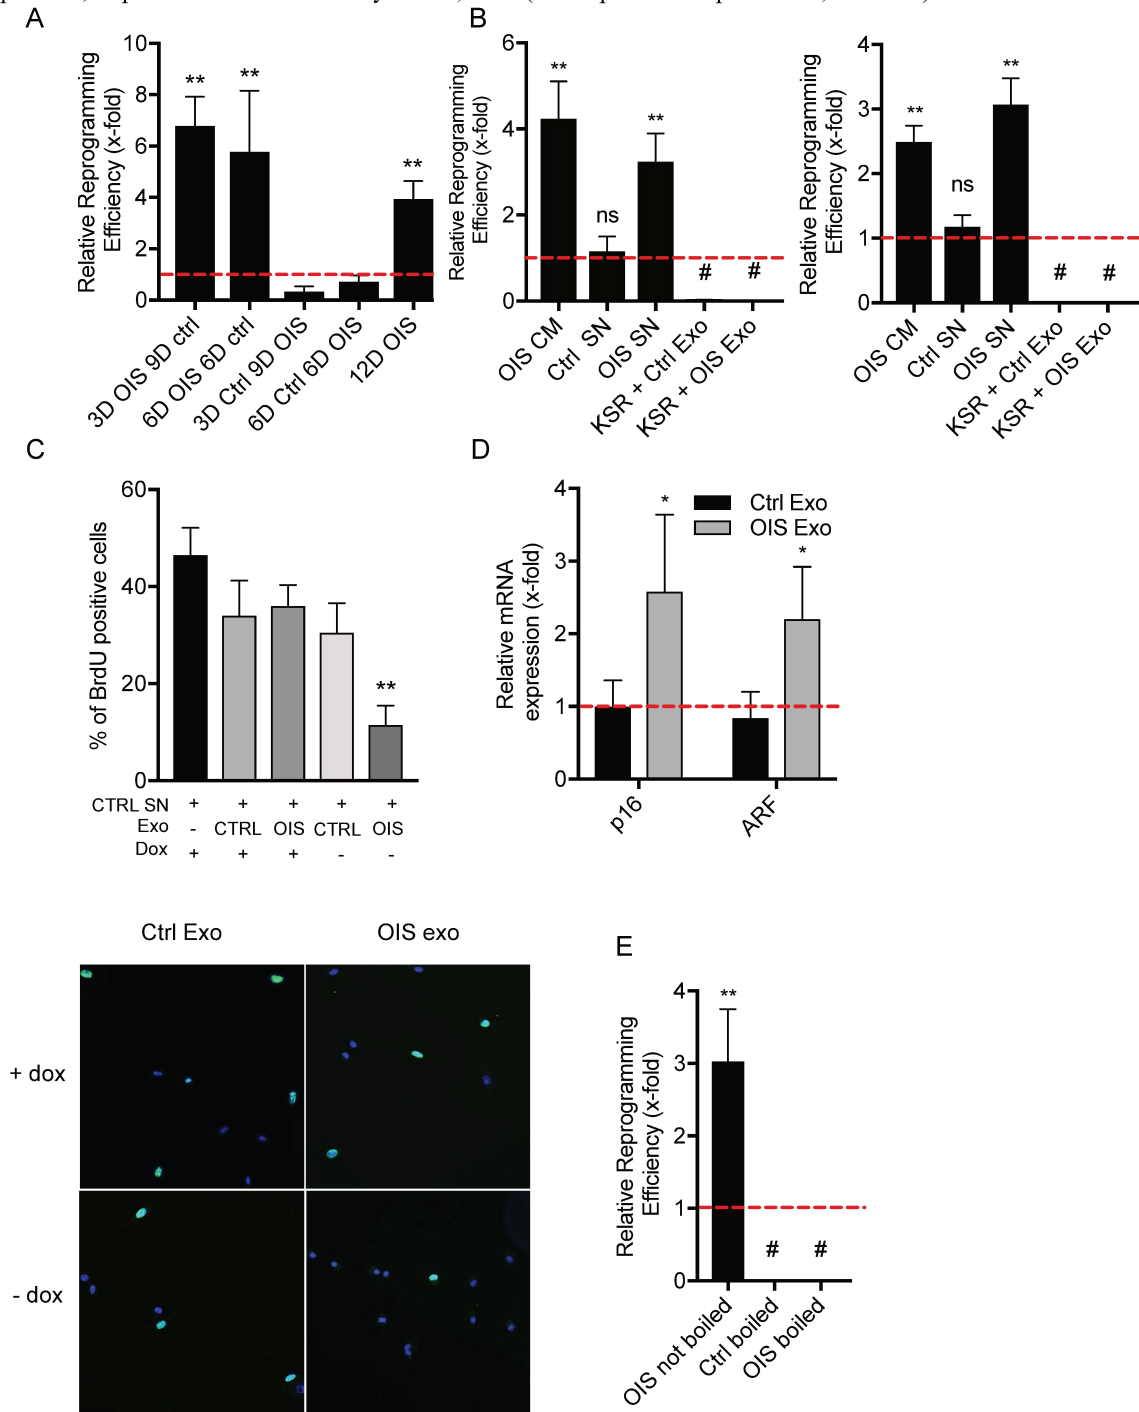 A
Relative Reprogramming
Efficiency (x-fold)
10
8
6
4
2
0
**
**
**
3D OIS 9D ctrl
6D OIS 6D ctrl
3D Ctrl 9D OIS
6D Ctrl 6D OIS
12D OIS
B
Relative Reprogramming
Efficiency (x-fold)
6
4
2
0
**
ns
**
#
#
OIS CM
Ctrl SN
OIS SN
KSR + Ctrl Exo
KSR + OIS Exo
Relative Reprogramming
Efficiency (x-fold)
4
3
2
1
0
**
ns
**
#
#
OIS CM
Ctrl SN
OIS SN
KSR + Ctrl Exo
KSR + OIS Exo
C
% of BrdU positive cells
60
40
20
0
**
CTRL SN + + + + +
Exo - CTRL OIS CTRL OIS
Dox + + + - -
D
Relative mRNA
expression (x-fold)
4
3
2
1
0
*
*
Ctrl Exo
OIS Exo
p16
ARF
Ctrl Exo
OIS exo
+ dox
- dox
E
Relative Reprogramming
Efficiency (x-fold)
4
3
2
1
0
**
#
#
OIS not boiled
Ctrl boiled
OIS boiled